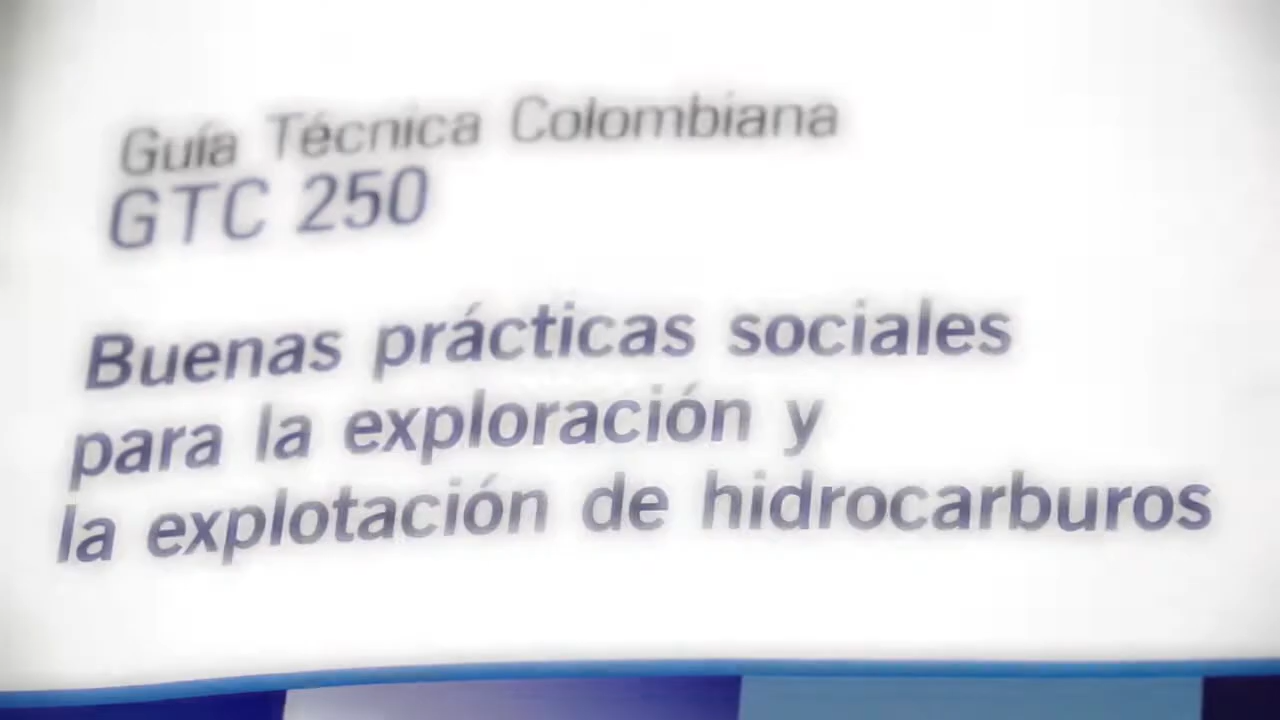 Guía Técnica Colombiana
GTC 250
Buenas prácticas sociales
para la exploración y
la explotación de hidrocarburos